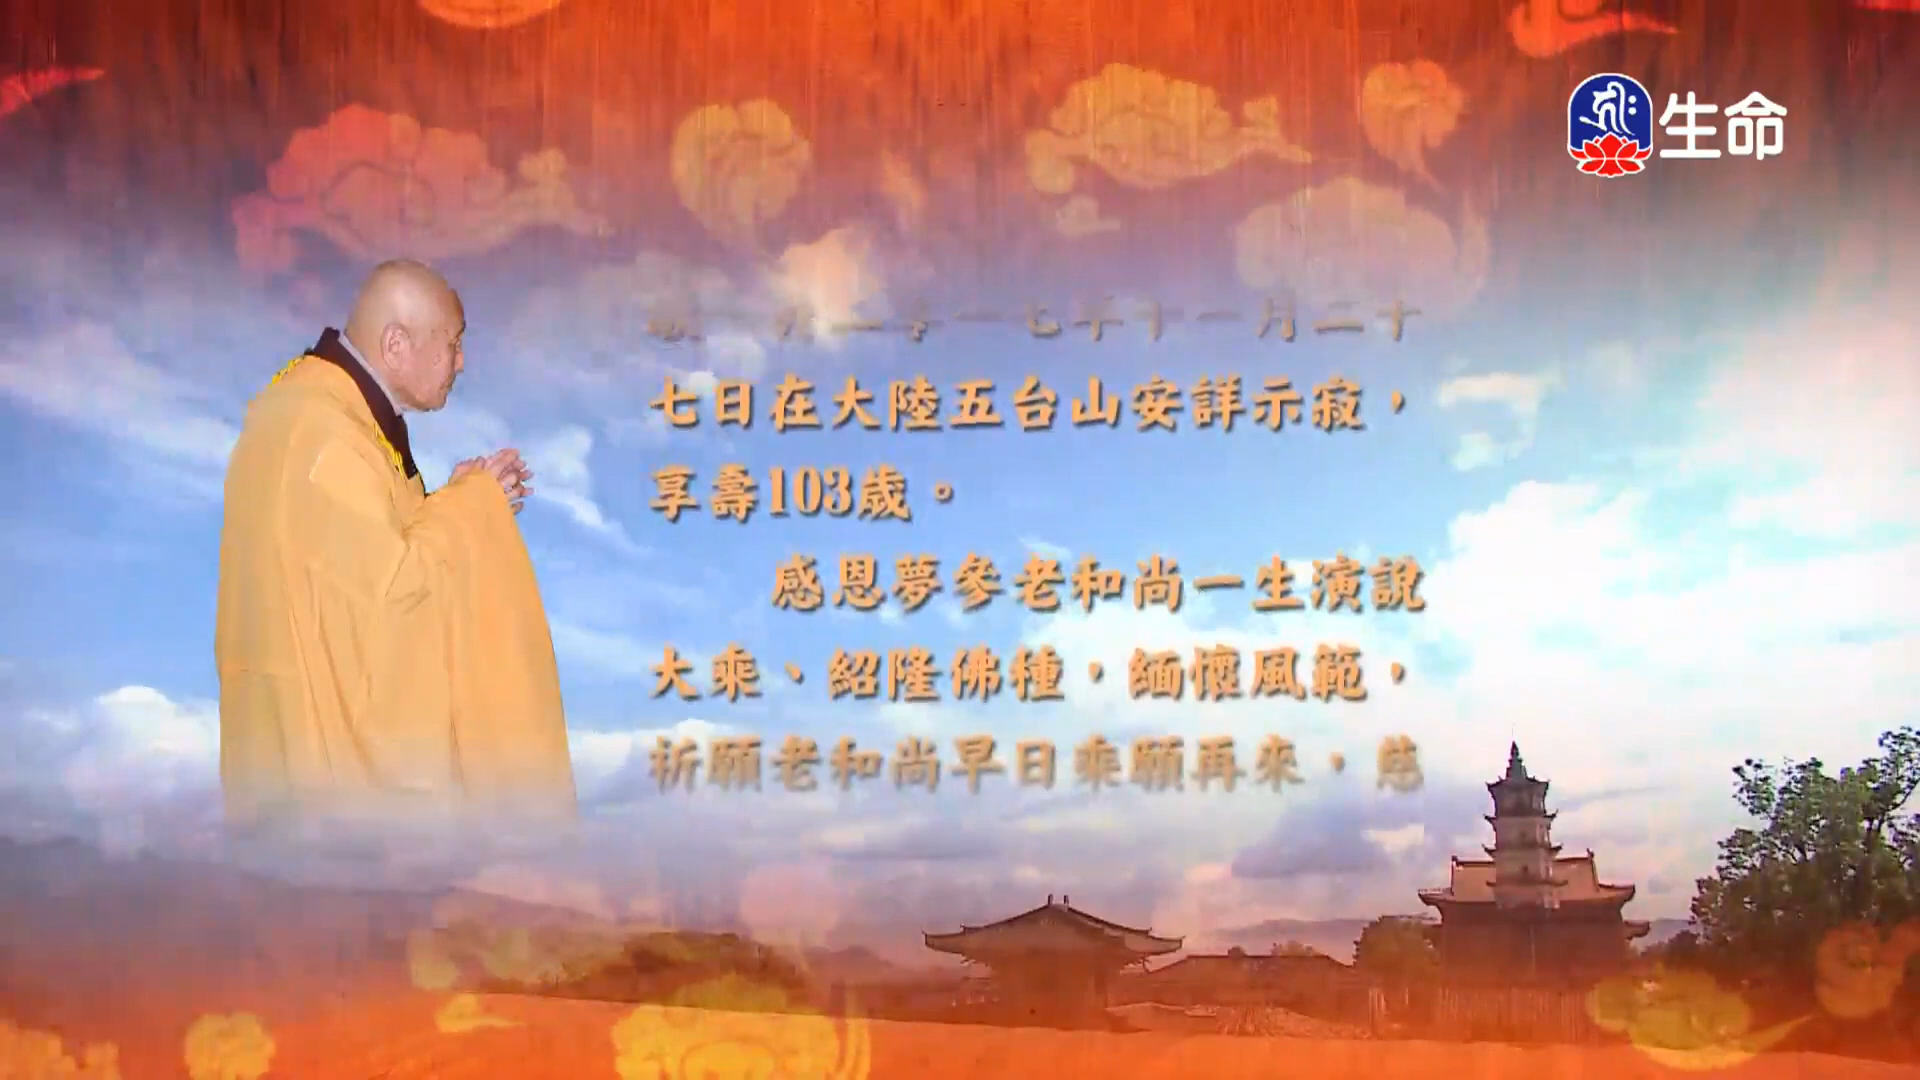 生命
二零一七年十一月二十
七日在大陸五台山安詳示寂，
享壽103歲。
感恩夢參老和尚一生演說
大乘、紹隆佛種，緬懷風範，
祈願老和尚早日乘願再來，慈